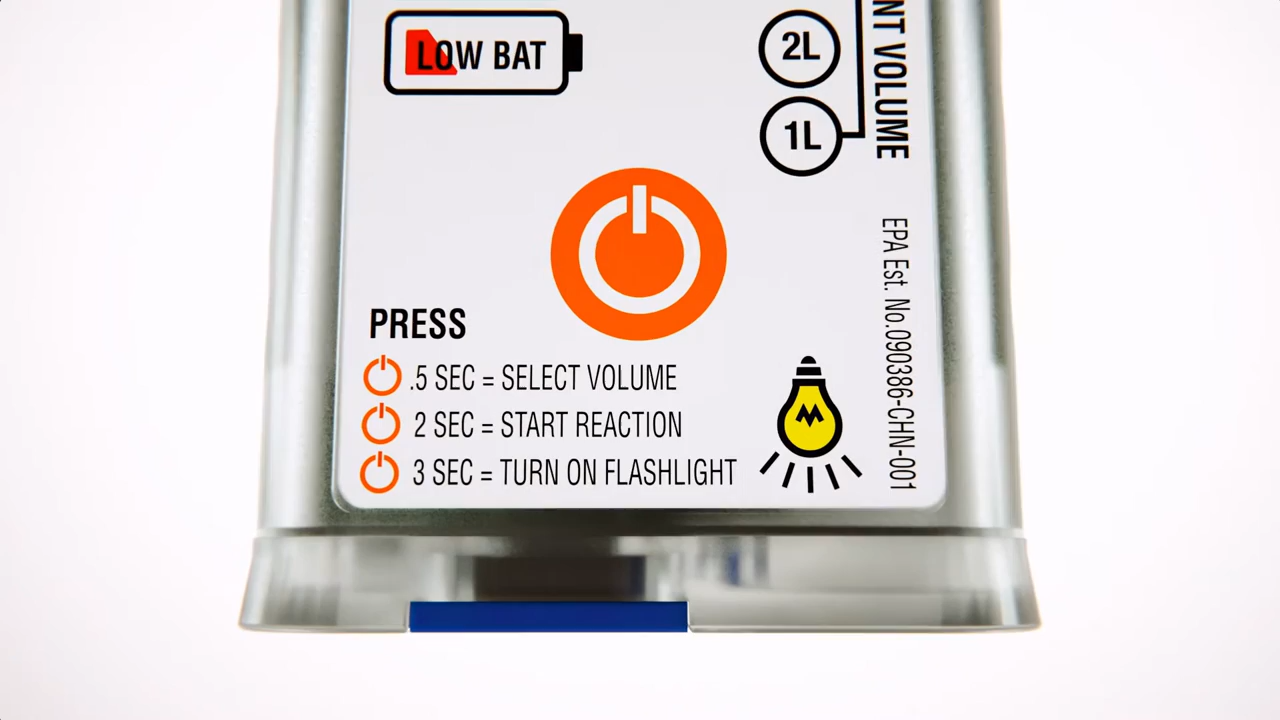 LOW BAT
2L
1L
NT VOLUME
PRESS
.5 SEC = SELECT VOLUME
2 SEC = START REACTION
3 SEC = TURN ON FLASHLIGHT
EPA Est. No.090386-CHN-001